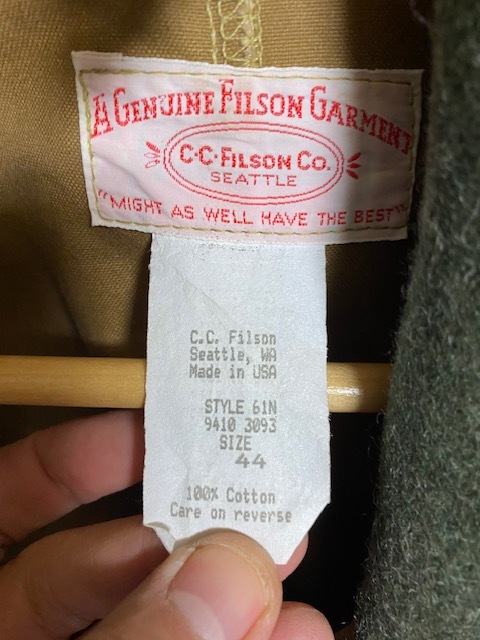 A GENUINE FILSON GARMENT
C·C·FILSON CO.
SEATTLE
"MIGHT AS WELL HAVE THE BEST"
C.C. Filson
Seattle, WA
Made in USA
STYLE 61N
9410 3093
SIZE
44
100% Cotton
Care on reverse